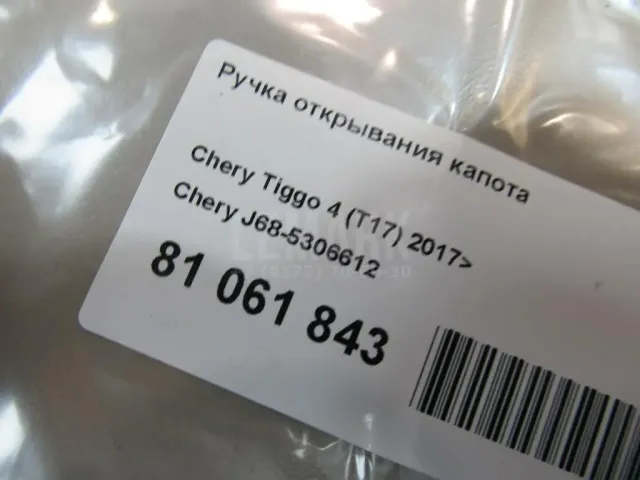 Ручка открывания капота
Chery Tiggo 4 (T17) 2017>
Chery J68-5306612
81 061 843